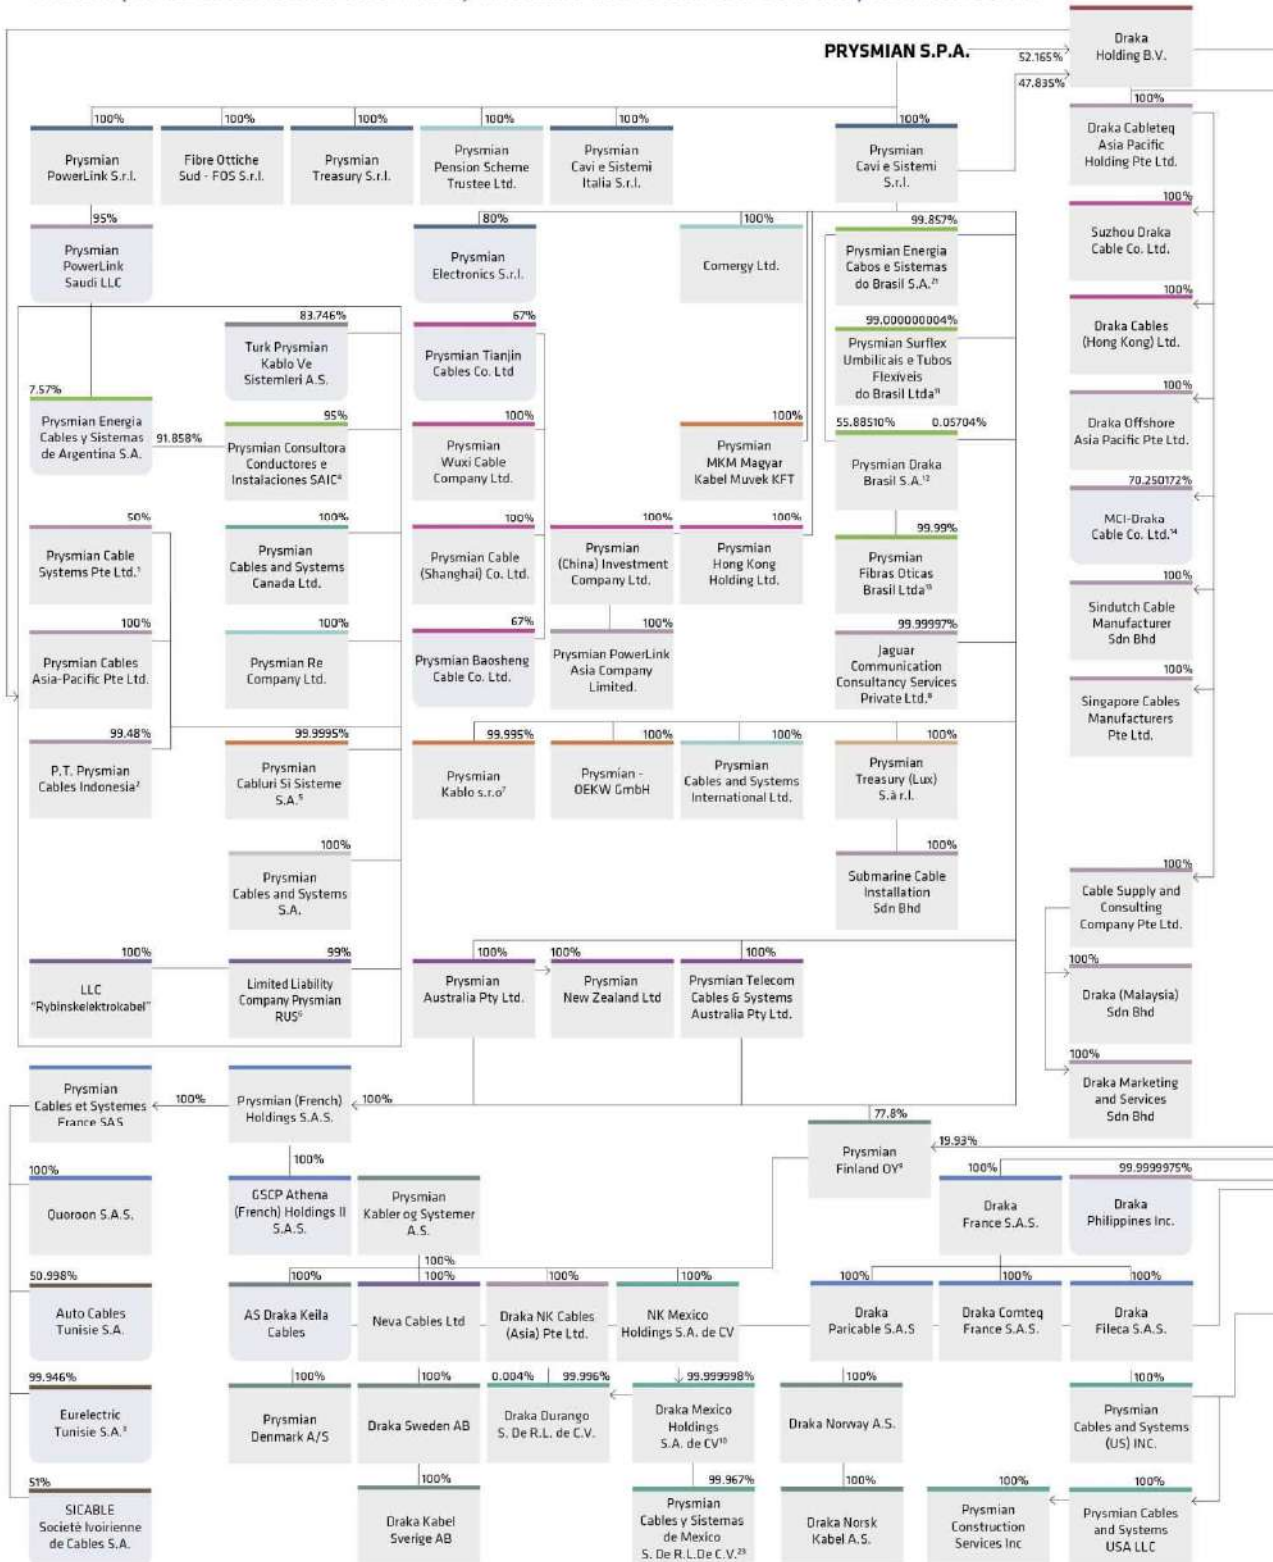 PRYSMIAN S.P.A.
52.165%
47.835%
Draka
Holding B.V.
100%
Prysmian
PowerLink S.r.l.
100%
Fibre Ottiche
Sud - FOS S.r.l.
100%
Prysmian
Treasury S.r.l.
100%
Prysmian
Pension Scheme
Trustee Ltd.
100%
Prysmian
Cavi e Sistemi
Italia S.r.l.
100%
Prysmian
Cavi e Sistemi
S.r.l.
100%
Draka Cableteq
Asia Pacific
Holding Pte Ltd.
95%
Prysmian
PowerLink
Saudi LLC
80%
Prysmian
Electronics S.r.l.
100%
Comergy Ltd.
99.857%
Prysmian Energia
Cabos e Sistemas
do Brasil S.A.²¹
100%
Suzhou Draka
Cable Co. Ltd.
83.746%
Turk Prysmian
Kablo Ve
Sistemleri A.S.
67%
Prysmian Tianjin
Cables Co. Ltd
99.000000004%
Prysmian Surflex
Umbilicais e Tubos
Flexíveis
do Brasil Ltda¹¹
100%
Draka Cables
(Hong Kong) Ltd.
7.57%
Prysmian Energia
Cables y Sistemas
de Argentina S.A.
91.858%
95%
Prysmian Consultora
Conductores e
Instalaciones SAIC⁴
100%
Prysmian
Wuxi Cable
Company Ltd.
100%
Prysmian
MKM Magyar
Kabel Muvek KFT
55.88510%
0.05704%
Prysmian Draka
Brasil S.A.¹²
100%
Draka Offshore
Asia Pacific Pte Ltd.
50%
Prysmian Cable
Systems Pte Ltd.¹
100%
Prysmian
Cables and Systems
Canada Ltd.
100%
Prysmian Cable
(Shanghai) Co. Ltd.
100%
Prysmian
(China) Investment
Company Ltd.
100%
Prysmian
Hong Kong
Holding Ltd.
99.99%
Prysmian
Fibras Oticas
Brasil Ltda¹³
70.250172%
MCI-Draka
Cable Co. Ltd.¹⁴
100%
Sindutch Cable
Manufacturer
Sdn Bhd
100%
Prysmian Cables
Asia-Pacific Pte Ltd.
100%
Prysmian Re
Company Ltd.
67%
Prysmian Baosheng
Cable Co. Ltd.
100%
Prysmian PowerLink
Asia Company
Limited.
99.99997%
Jaguar
Communication
Consultancy Services
Private Ltd.⁸
100%
Singapore Cables
Manufacturers
Pte Ltd.
99.48%
P.T. Prysmian
Cables Indonesia²
99.9995%
Prysmian
Cabluri Si Sisteme
S.A.⁵
99.995%
Prysmian
Kablo s.r.o⁷
100%
Prysmian -
OEKW GmbH
100%
Prysmian
Cables and Systems
International Ltd.
100%
Prysmian
Treasury (Lux)
S.à r.l.
100%
Prysmian
Cables and Systems
S.A.
100%
Submarine Cable
Installation
Sdn Bhd
100%
Cable Supply and
Consulting
Company Pte Ltd.
100%
LLC
"Rybinskelektrokabel"
99%
Limited Liability
Company Prysmian
RUS⁶
100%
Prysmian
Australia Pty Ltd.
100%
Prysmian
New Zealand Ltd
100%
Prysmian Telecom
Cables & Systems
Australia Pty Ltd.
100%
Draka (Malaysia)
Sdn Bhd
Prysmian
Cables et Systemes
France SAS
100%
Prysmian (French)
Holdings S.A.S.
100%
100%
Draka Marketing
and Services
Sdn Bhd
77.8%
Prysmian
Finland OY⁹
19.93%
100%
Quoroon S.A.S.
100%
GSCP Athena
(French) Holdings II
S.A.S.
Prysmian
Kabler og Systemer
A.S.
100%
100%
Draka
France S.A.S.
99.9999975%
Draka
Philippines Inc.
50.998%
Auto Cables
Tunisie S.A.
100%
AS Draka Keila
Cables
100%
Neva Cables Ltd
100%
Draka NK Cables
(Asia) Pte Ltd.
100%
NK Mexico
Holdings S.A. de CV
100%
Draka
Paricable S.A.S
100%
Draka Comteq
France S.A.S.
100%
Draka
Fileca S.A.S.
99.946%
Eurelectric
Tunisie S.A.³
100%
Prysmian
Denmark A/S
100%
Draka Sweden AB
0.004%
99.996%
Draka Durango
S. De R.L. de C.V.
99.999998%
Draka Mexico
Holdings
S.A. de CV¹⁰
100%
Draka Norway A.S.
100%
Prysmian
Cables and Systems
(US) INC.
51%
SICABLE
Societè Ivoirienne
de Cables S.A.
100%
Draka Kabel
Sverige AB
99.967%
Prysmian
Cables y Sistemas
de Mexico
S. De R.L.De C.V.²³
100%
Draka Norsk
Kabel A.S.
100%
Prysmian
Construction
Services Inc
100%
Prysmian Cables
and Systems
USA LLC